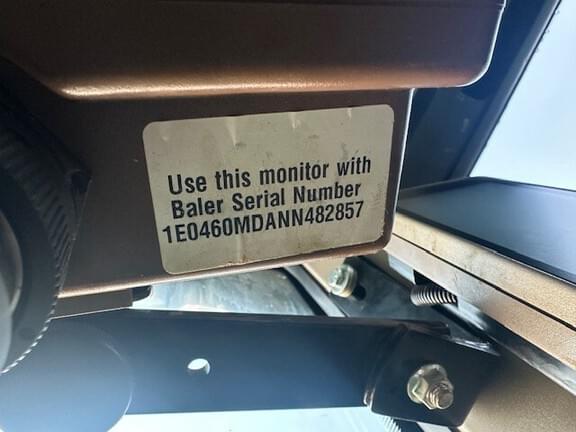 Use this monitor with
Baler Serial Number
1E0460MDANN482857